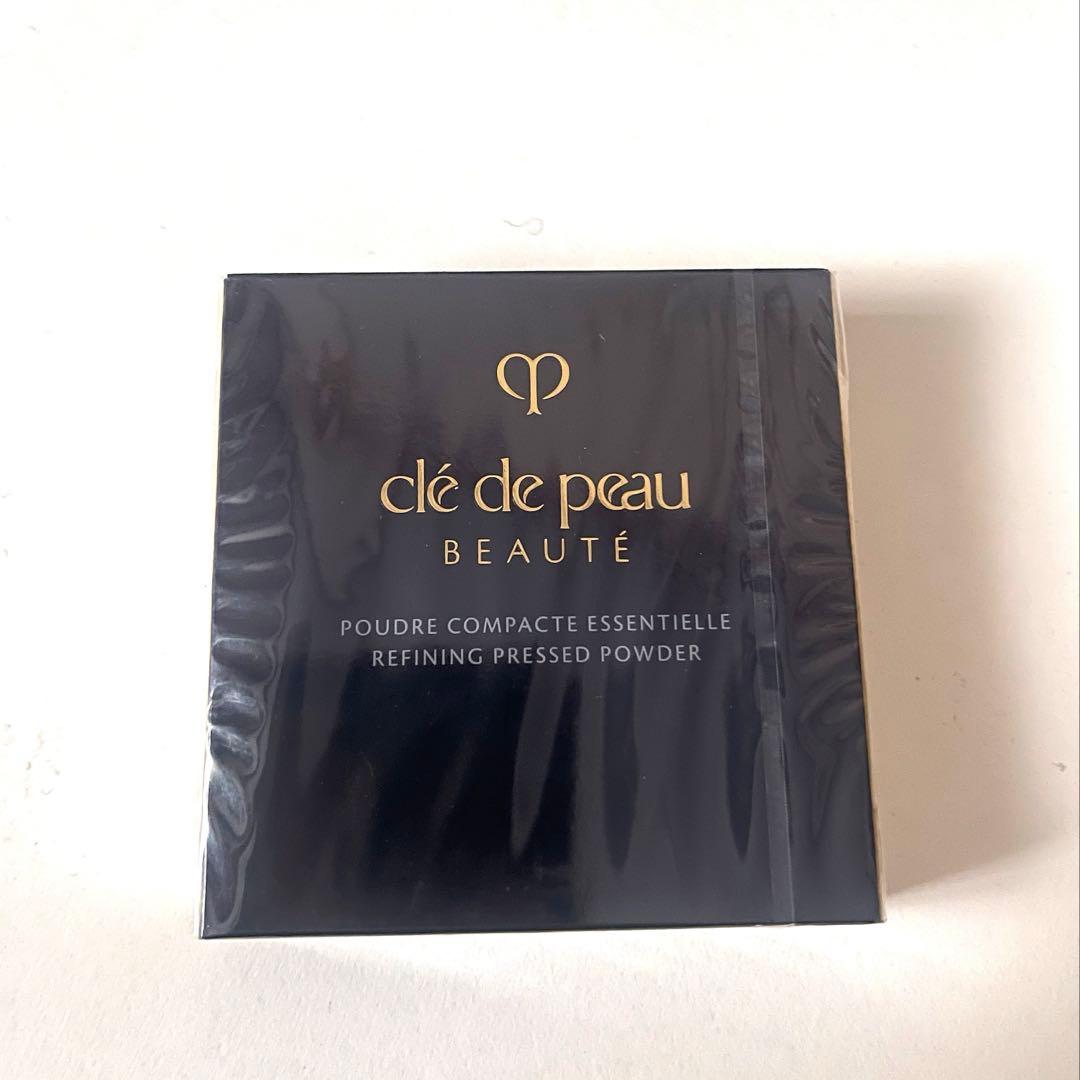 clé de peau
BEAUTÉ
POUDRE COMPACTE ESSENTIELLE
REFINING PRESSED POWDER